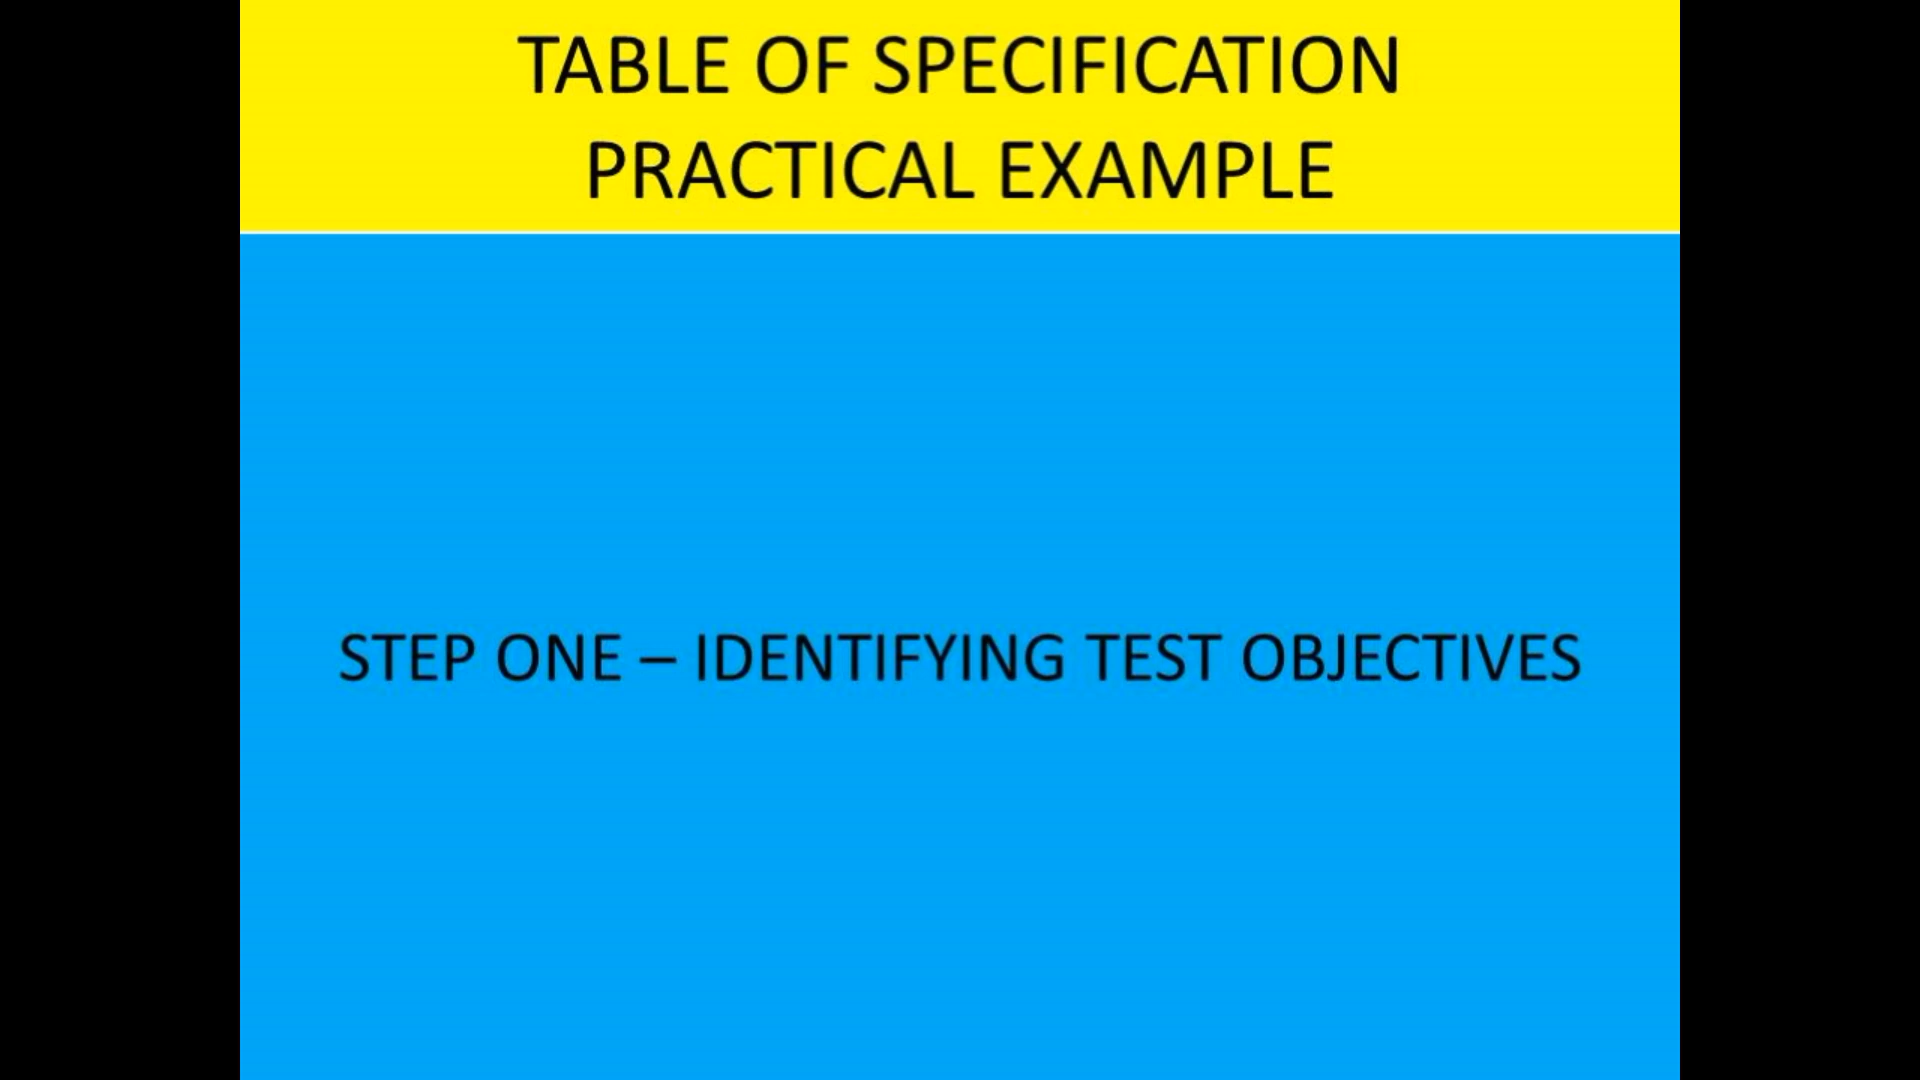 TABLE OF SPECIFICATION
PRACTICAL EXAMPLE
STEP ONE – IDENTIFYING TEST OBJECTIVES